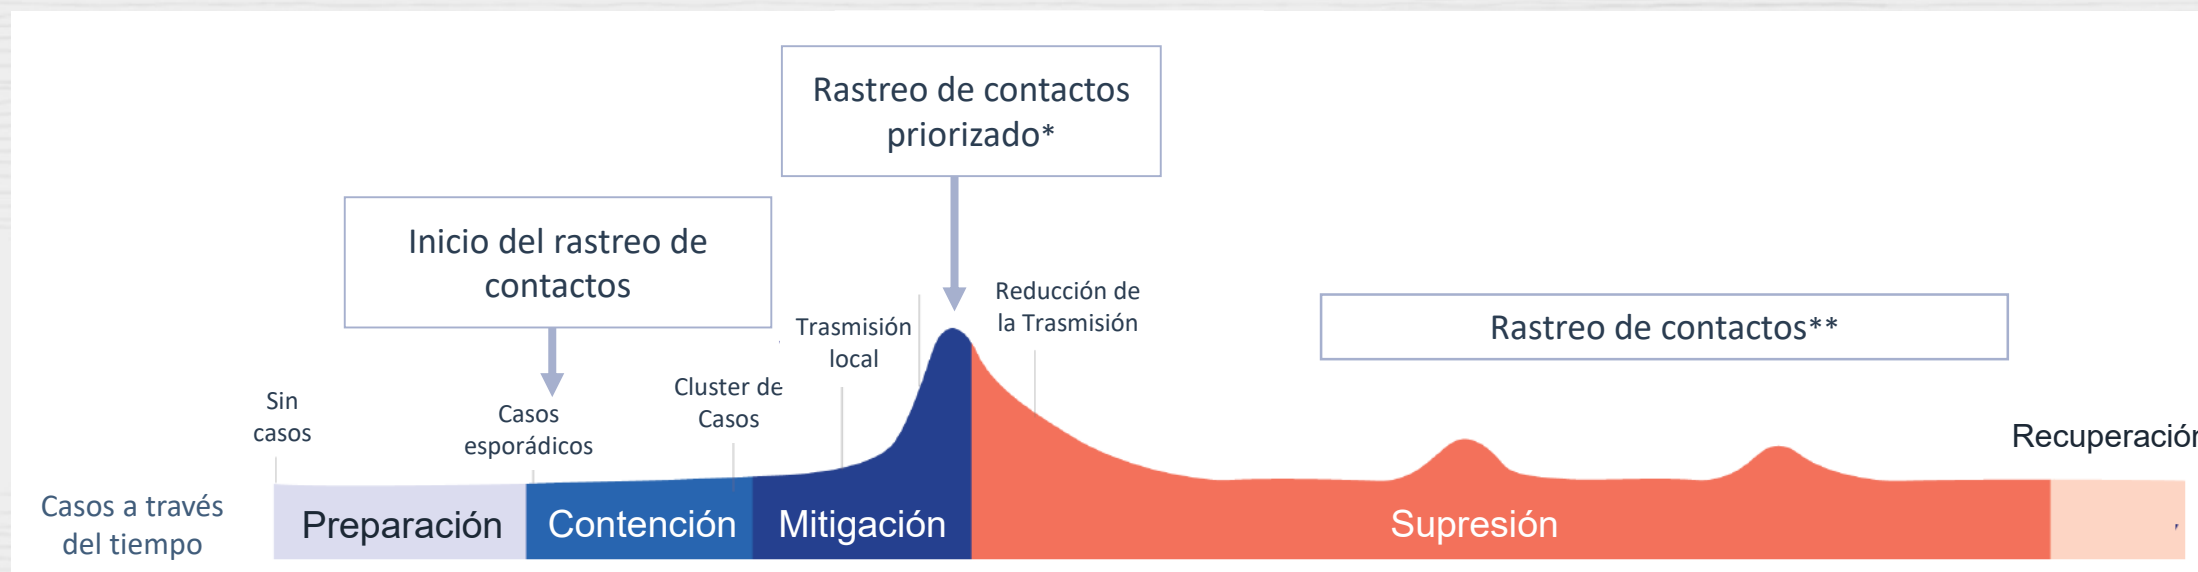 Rastreo de contactos
priorizado*
Inicio del rastreo de
contactos
Reducción de
la Trasmisión
Rastreo de contactos**
Trasmisión
local
Cluster de
Casos
Sin
casos
Casos
esporádicos
Recuperación
Casos a través
del tiempo
Preparación
Contención
Mitigación
Supresión